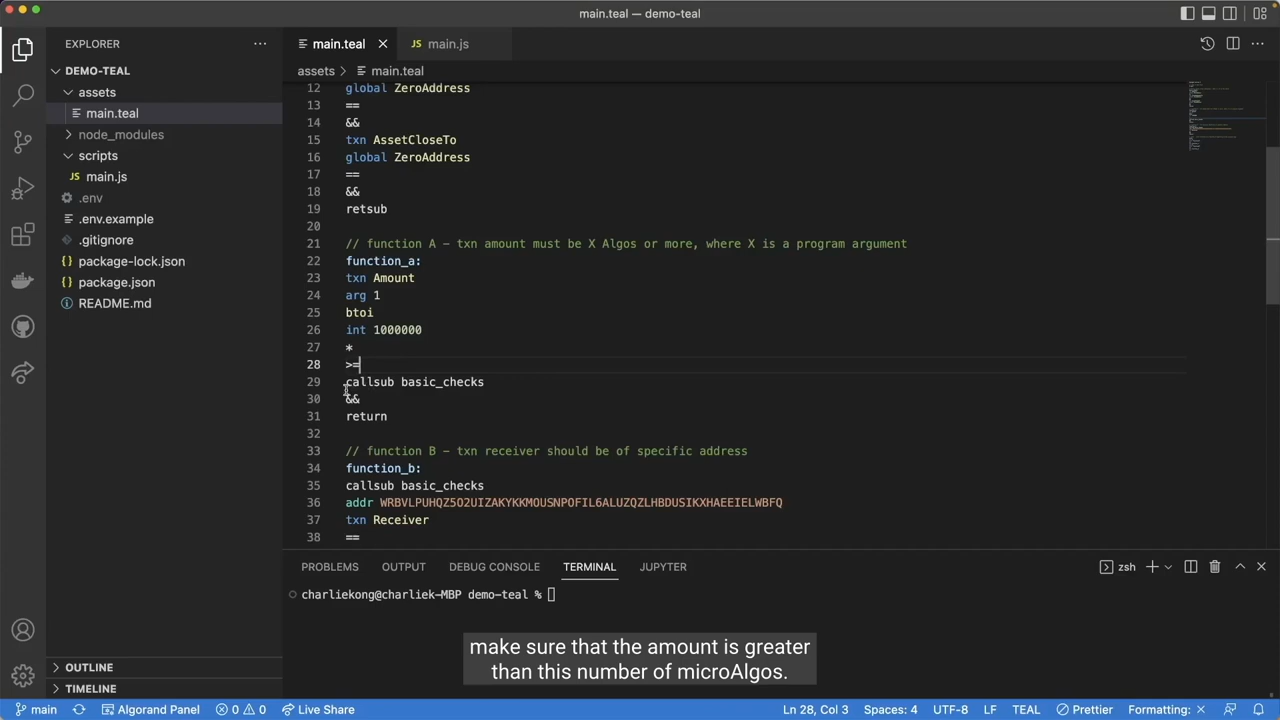 main.teal — demo-teal
EXPLORER
DEMO-TEAL
assets
main.teal
node_modules
scripts
JS main.js
.env
.env.example
.gitignore
{} package-lock.json
{} package.json
README.md
OUTLINE
TIMELINE
main.teal
JS main.js
assets > main.teal
12 global ZeroAddress
13 ==
14 &&
15 txn AssetCloseTo
16 global ZeroAddress
17 ==
18 &&
19 retsub
20
21 // function A – txn amount must be X Algos or more, where X is a program argument
22 function_a:
23 txn Amount
24 arg 1
25 btoi
26 int 1000000
27 *
28 >=
29 callsub basic_checks
30 &&
31 return
32
33 // function B – txn receiver should be of specific address
34 function_b:
35 callsub basic_checks
36 addr WRBVLPUHQZ5O2UIZAKYKKMOUSNPOFIL6ALUZQZLHBDUSIKXHAEEIELWBFQ
37 txn Receiver
38 ==
PROBLEMS OUTPUT DEBUG CONSOLE TERMINAL JUPYTER
zsh
charliekong@charliek-MBP demo-teal %
make sure that the amount is greater
than this number of microAlgos.
main Algorand Panel 0 0 Live Share Ln 28, Col 3 Spaces: 4 UTF-8 LF TEAL Prettier Formatting: ×